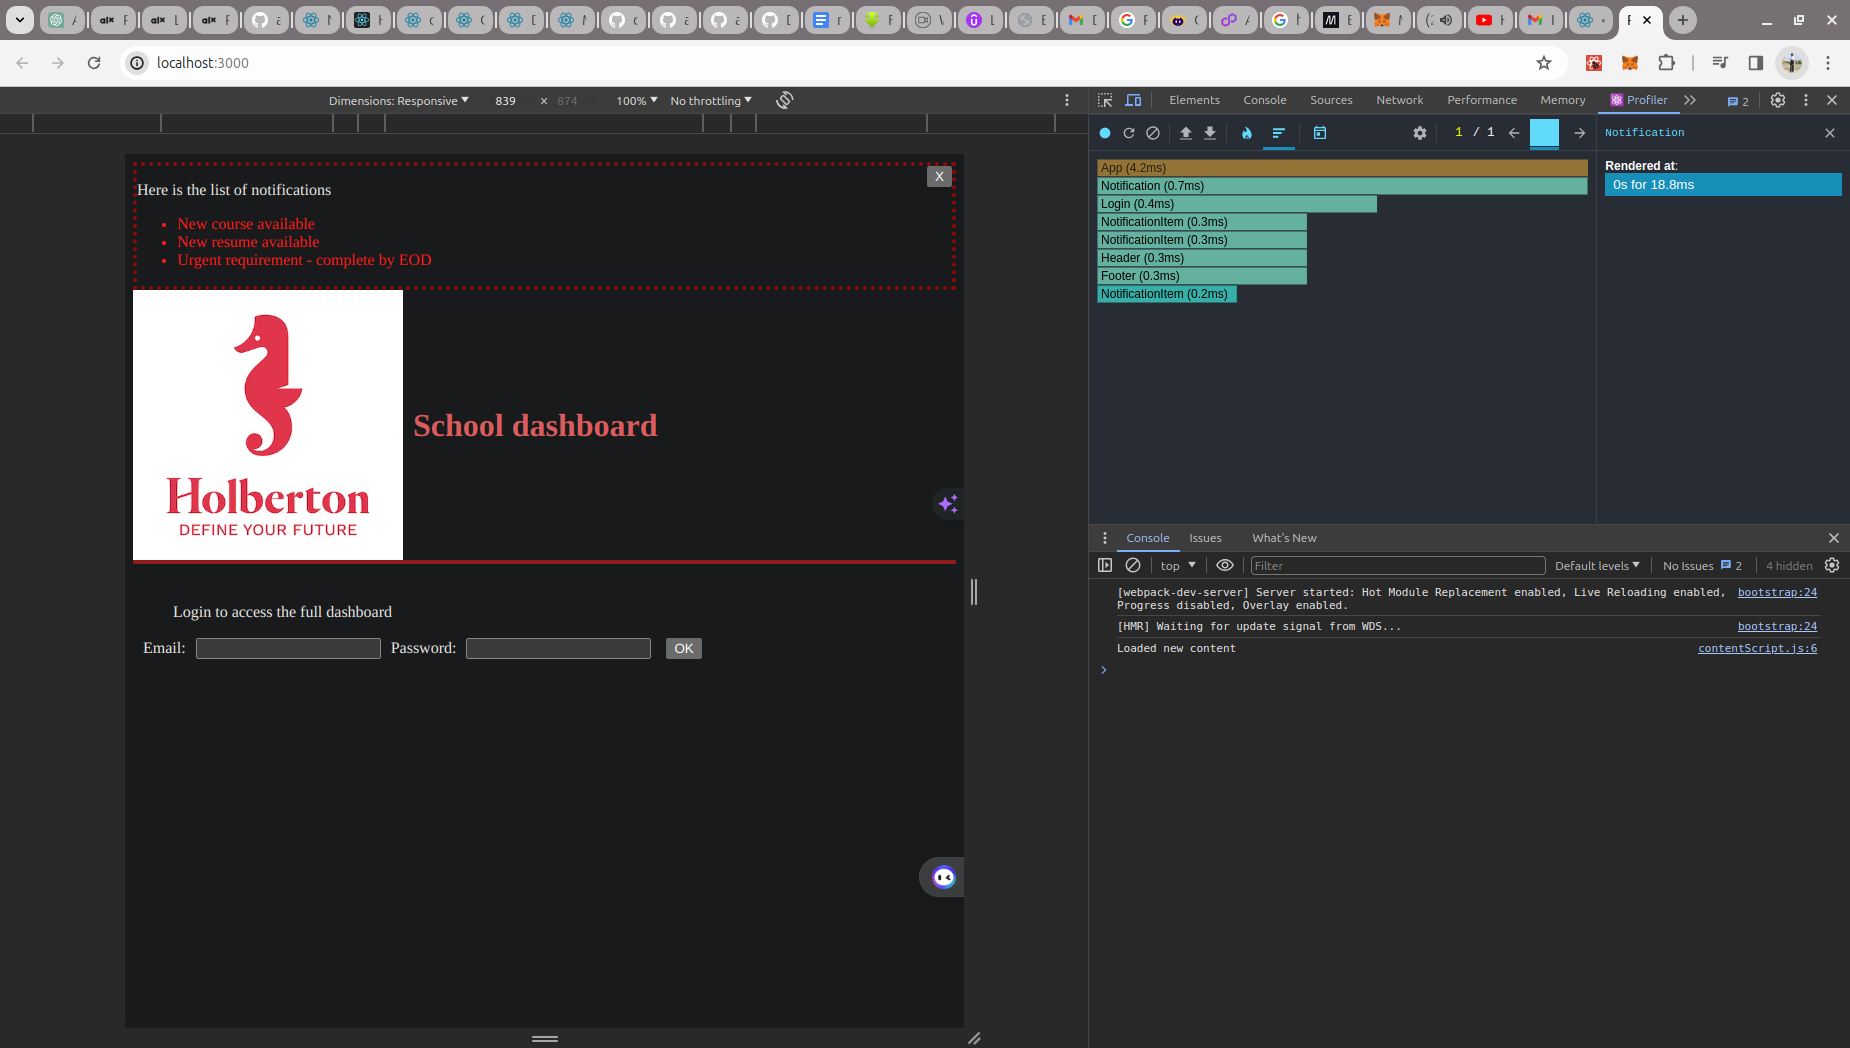 localhost:3000
Dimensions: Responsive 839 × 874 100% No throttling
Elements Console Sources Network Performance Memory Profiler 2
1 / 1
Notification
Rendered at:
0s for 18.8ms
App (4.2ms)
Notification (0.7ms)
Login (0.4ms)
NotificationItem (0.3ms)
NotificationItem (0.3ms)
Header (0.3ms)
Footer (0.3ms)
NotificationItem (0.2ms)
X
Here is the list of notifications
New course available
New resume available
Urgent requirement - complete by EOD
Holberton
DEFINE YOUR FUTURE
School dashboard
Login to access the full dashboard
Email: Password: OK
Console Issues What's New
top Filter Default levels No Issues 2 4 hidden
[webpack-dev-server] Server started: Hot Module Replacement enabled, Live Reloading enabled, bootstrap:24
Progress disabled, Overlay enabled.
[HMR] Waiting for update signal from WDS... bootstrap:24
Loaded new content contentScript.js:6